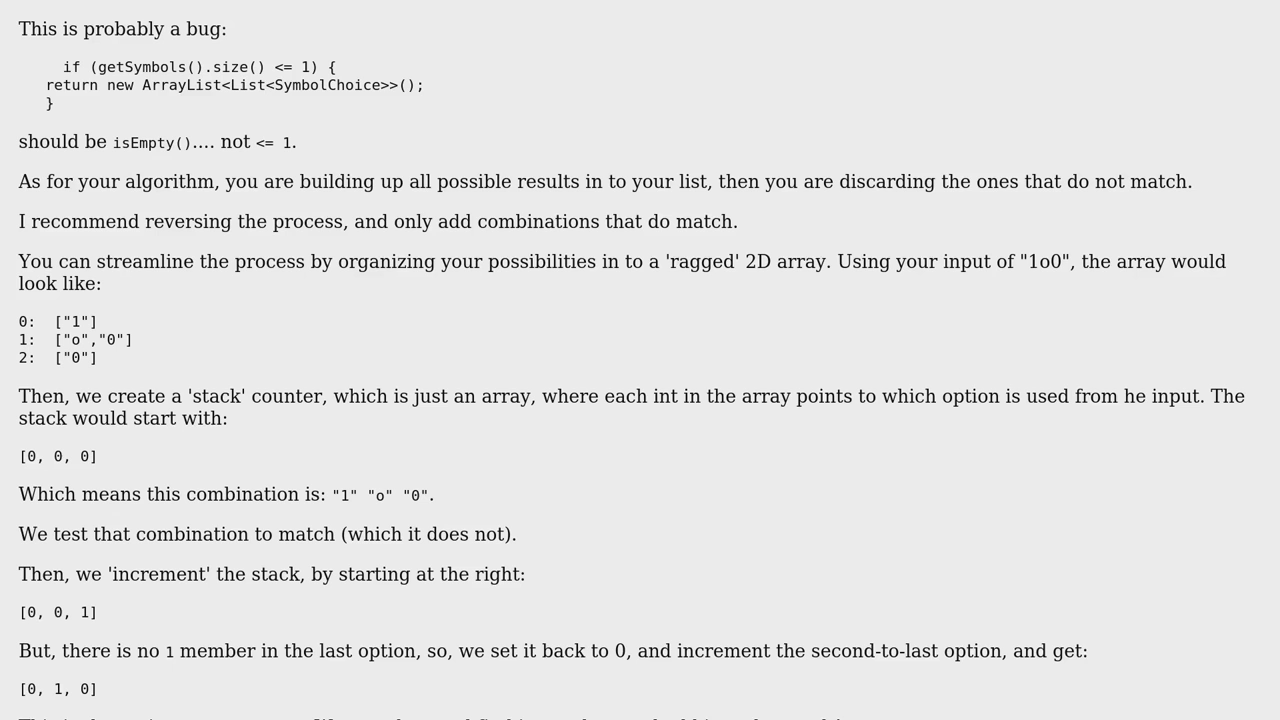 This is probably a bug:
if (getSymbols().size() <= 1) {
return new ArrayList<List<SymbolChoice>>();
}
should be isEmpty().... not <= 1.
As for your algorithm, you are building up all possible results in to your list, then you are discarding the ones that do not match.
I recommend reversing the process, and only add combinations that do match.
You can streamline the process by organizing your possibilities in to a 'ragged' 2D array. Using your input of "1o0", the array would
look like:
0:  ["1"]
1:  ["o","0"]
2:  ["0"]
Then, we create a 'stack' counter, which is just an array, where each int in the array points to which option is used from he input. The
stack would start with:
[0, 0, 0]
Which means this combination is: "1" "o" "0".
We test that combination to match (which it does not).
Then, we 'increment' the stack, by starting at the right:
[0, 0, 1]
But, there is no 1 member in the last option, so, we set it back to 0, and increment the second-to-last option, and get:
[0, 1, 0]